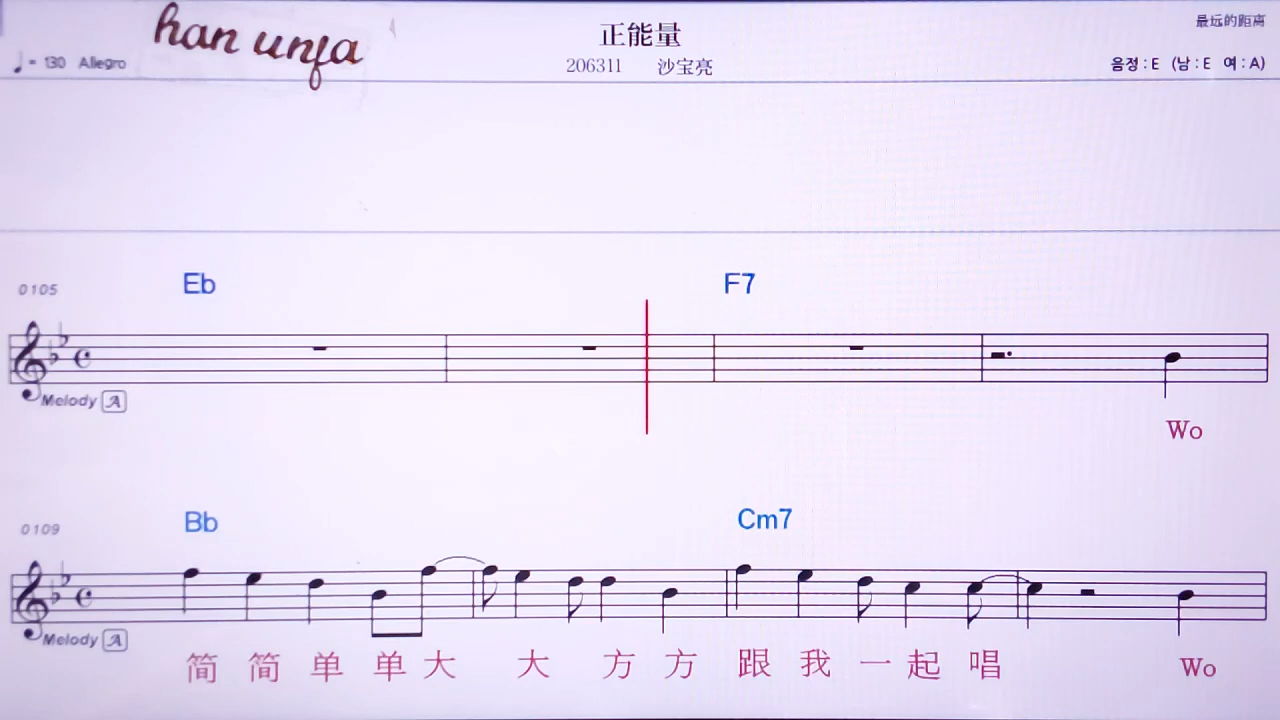 han unfa
正能量
最远的距离
♩= 130 Allegro
206311 沙宝亮
음정 : E (남 : E 여 : A)
Eb F7
0105
Melody A
Wo
Bb Cm7
0109
Melody A
简 简 单 单 大 大 方 方 跟 我 一 起 唱 Wo